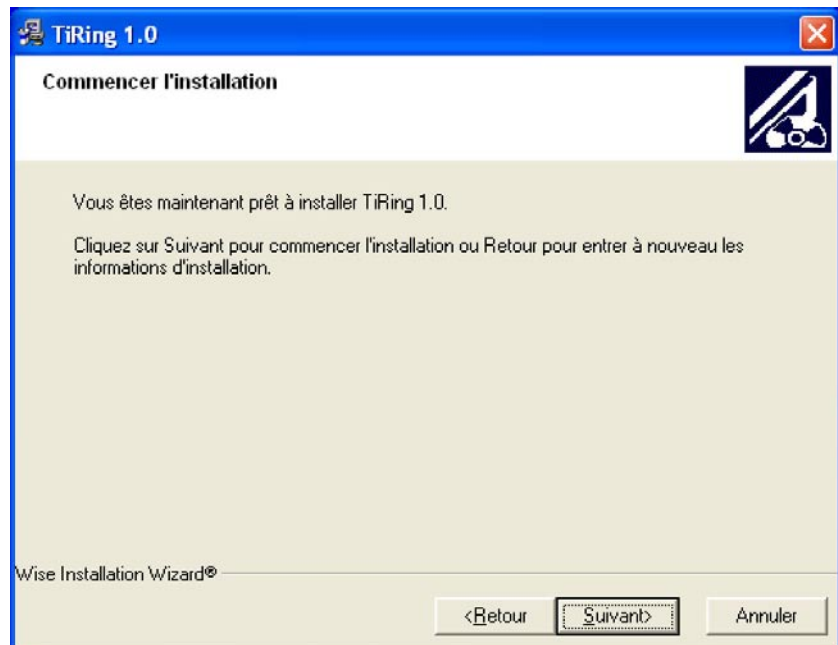 TiRing 1.0
Commencer l'installation
Vous êtes maintenant prêt à installer TiRing 1.0.
Cliquez sur Suivant pour commencer l'installation ou Retour pour entrer à nouveau les
informations d'installation.
Wise Installation Wizard®
<Retour
Suivant>
Annuler